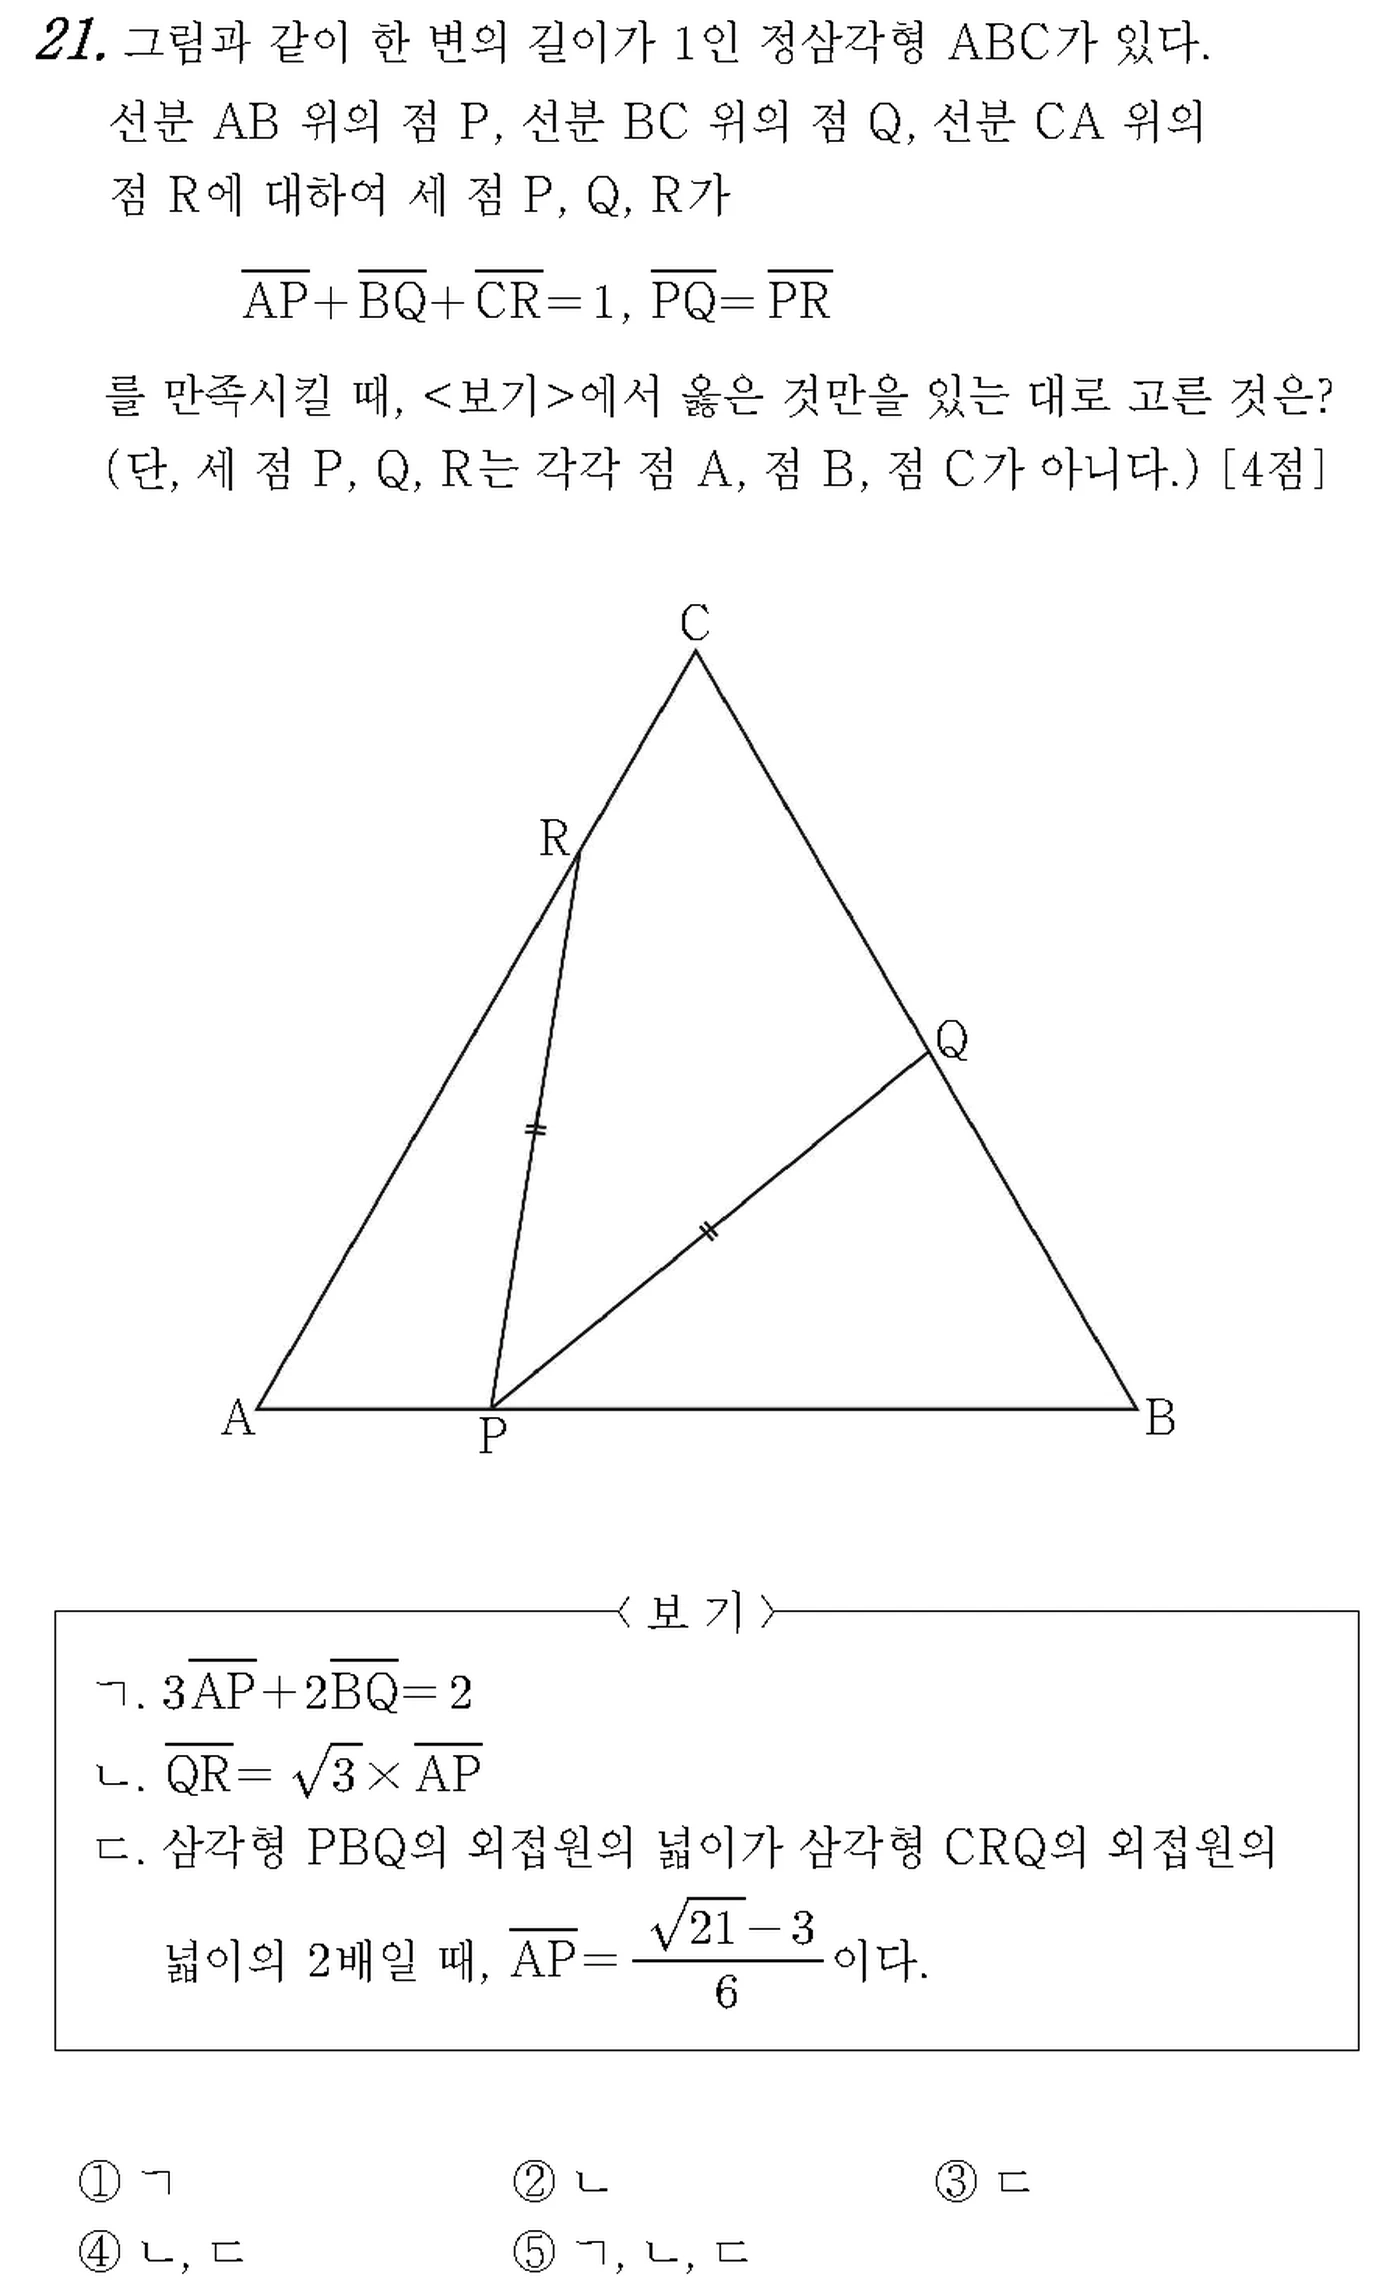 21. 그림과 같이 한 변의 길이가 1인 정삼각형 ABC가 있다.
선분 AB 위의 점 P, 선분 BC 위의 점 Q, 선분 CA 위의
점 R에 대하여 세 점 P, Q, R가
AP+BQ+CR=1, PQ=PR
를 만족시킬 때, <보기>에서 옳은 것만을 있는 대로 고른 것은?
(단, 세 점 P, Q, R는 각각 점 A, 점 B, 점 C가 아니다.) [4점]
C
R
Q
A
P
B
<보 기>
ㄱ. 3AP+2BQ=2
ㄴ. QR=√3×AP
ㄷ. 삼각형 PBQ의 외접원의 넓이가 삼각형 CRQ의 외접원의
넓이의 2배일 때, AP=(√21-3)/6이다.
① ㄱ ② ㄴ ③ ㄷ
④ ㄴ, ㄷ ⑤ ㄱ, ㄴ, ㄷ